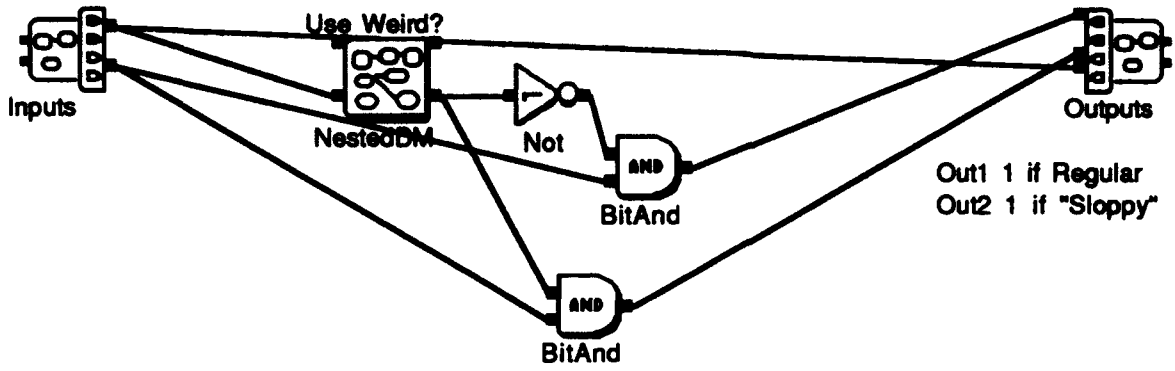 Use Weird?
Inputs
NestedDM
Not
AND
BitAnd
AND
BitAnd
Outputs
Out1 1 if Regular
Out2 1 if "Sloppy"